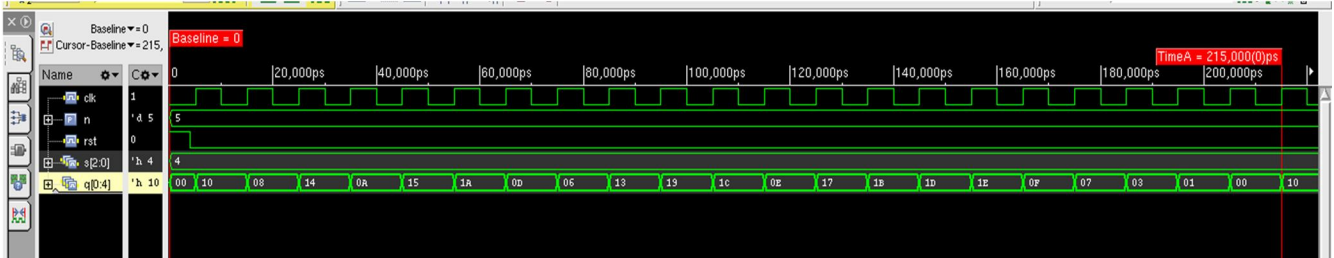 Baseline▼= 0
Cursor-Baseline▼= 215,
Baseline = 0
TimeA = 215,000(0)ps
Name
0 20,000ps 40,000ps 60,000ps 80,000ps 100,000ps 120,000ps 140,000ps 160,000ps 180,000ps 200,000ps
clk 1
n 'd 5 5
rst 0
s[2:0] 'h 4 4
q[0:4] 'h 10 00 10 08 14 0A 15 1A 0D 06 13 19 1C 0E 17 1B 1D 1E 0F 07 03 01 00 10